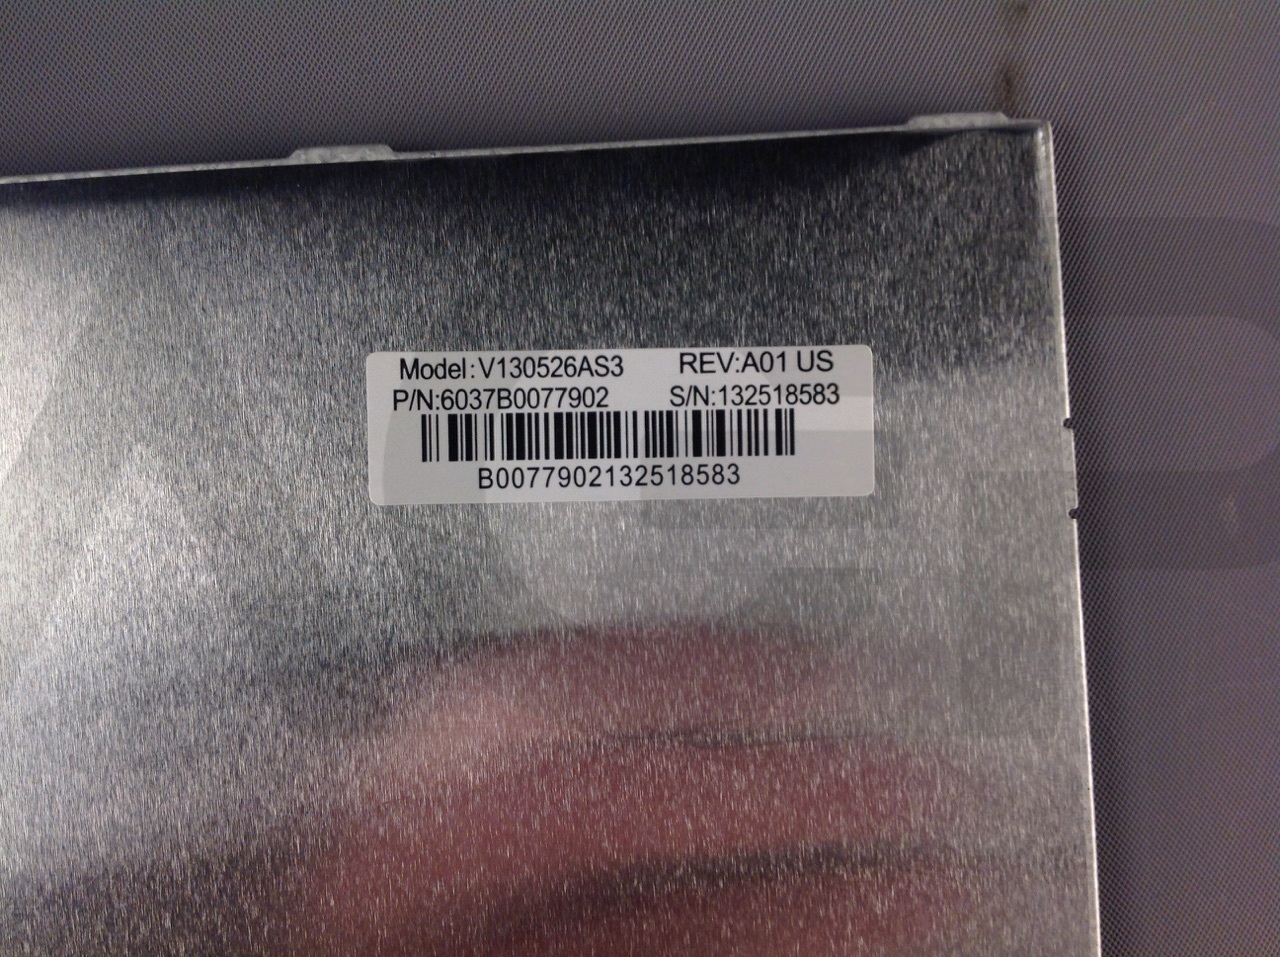 Model:V130526AS3 REV:A01 US
P/N:6037B0077902 S/N:132518583
B0077902132518583